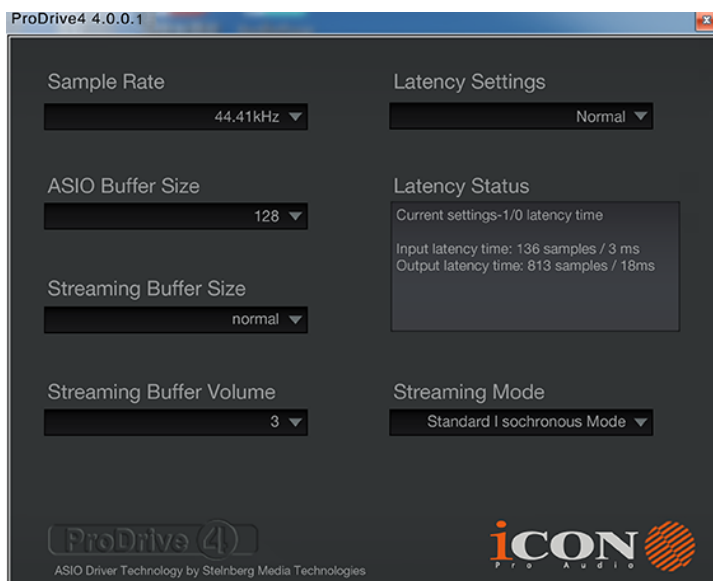 ProDrive4 4.0.0.1
Sample Rate
44.41kHz
ASIO Buffer Size
128
Streaming Buffer Size
normal
Streaming Buffer Volume
3
Latency Settings
Normal
Latency Status
Current settings-1/0 latency time
Input latency time: 136 samples / 3 ms
Output latency time: 813 samples / 18ms
Streaming Mode
Standard I sochronous Mode
ProDrive 4
ASIO Driver Technology by Steinberg Media Technologies
iCON
Pro Audio